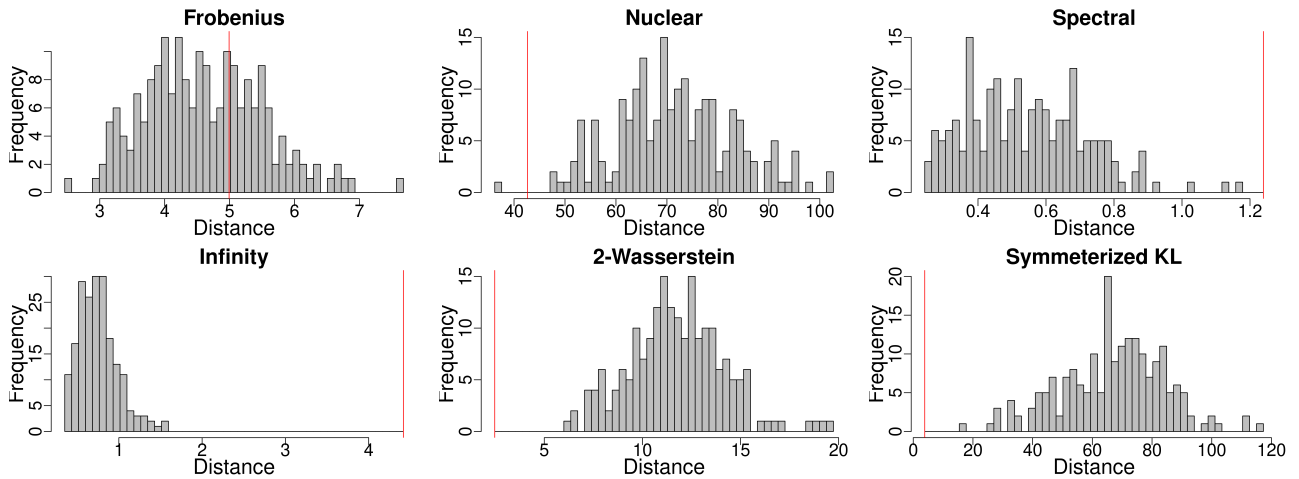 Frobenius
Frequency
0 2 4 6 8
3 4 5 6 7
Distance
Nuclear
Frequency
0 5 10 15
40 50 60 70 80 90 100
Distance
Spectral
Frequency
0 5 10 15
0.4 0.6 0.8 1.0 1.2
Distance
Infinity
Frequency
0 5 15 25
1 2 3 4
Distance
2-Wasserstein
Frequency
0 5 10 15
5 10 15 20
Distance
Symmeterized KL
Frequency
0 5 10 15 20
0 20 40 60 80 100 120
Distance